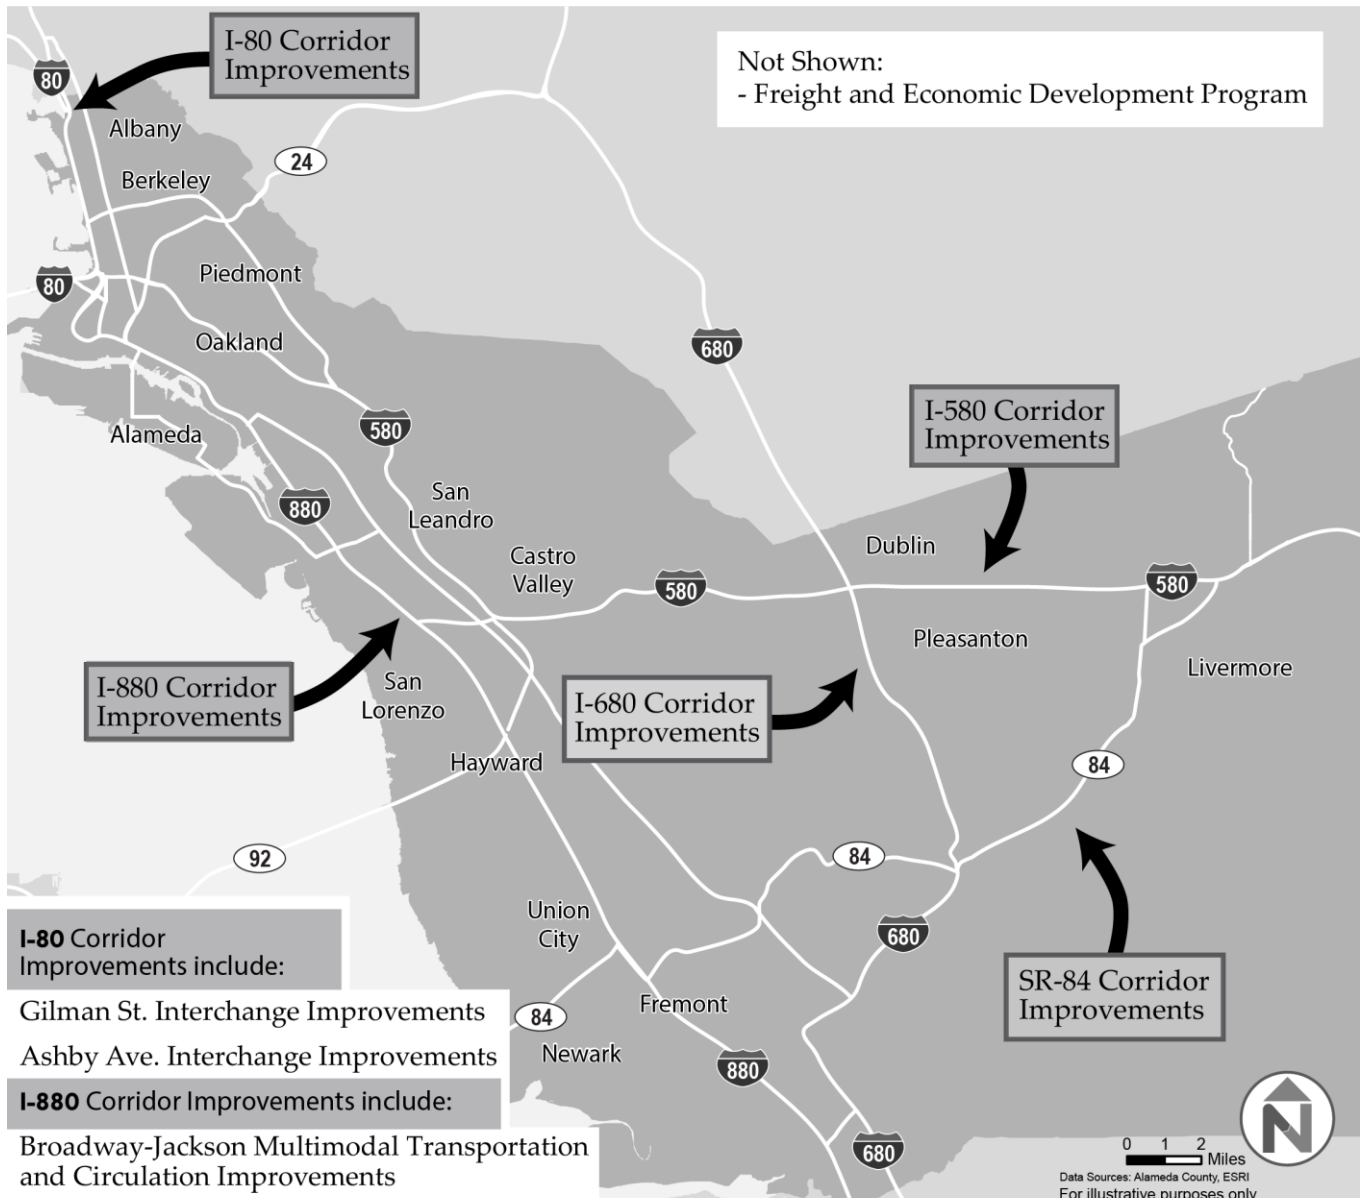 I-80 Corridor
Improvements
Not Shown:
- Freight and Economic Development Program
80
Albany
24
Berkeley
Piedmont
80
Oakland
680
I-580 Corridor
Improvements
Alameda
580
San
Leandro
880
Dublin
Castro
Valley
580
580
Pleasanton
Livermore
I-880 Corridor
Improvements
San
Lorenzo
I-680 Corridor
Improvements
Hayward
84
92
84
Union
City
680
I-80 Corridor
Improvements include:
SR-84 Corridor
Improvements
Gilman St. Interchange Improvements
Fremont
84
Ashby Ave. Interchange Improvements
Newark
880
I-880 Corridor Improvements include:
Broadway-Jackson Multimodal Transportation
and Circulation Improvements
680
N
0 1 2
Miles
Data Sources: Alameda County, ESRI
For illustrative purposes only